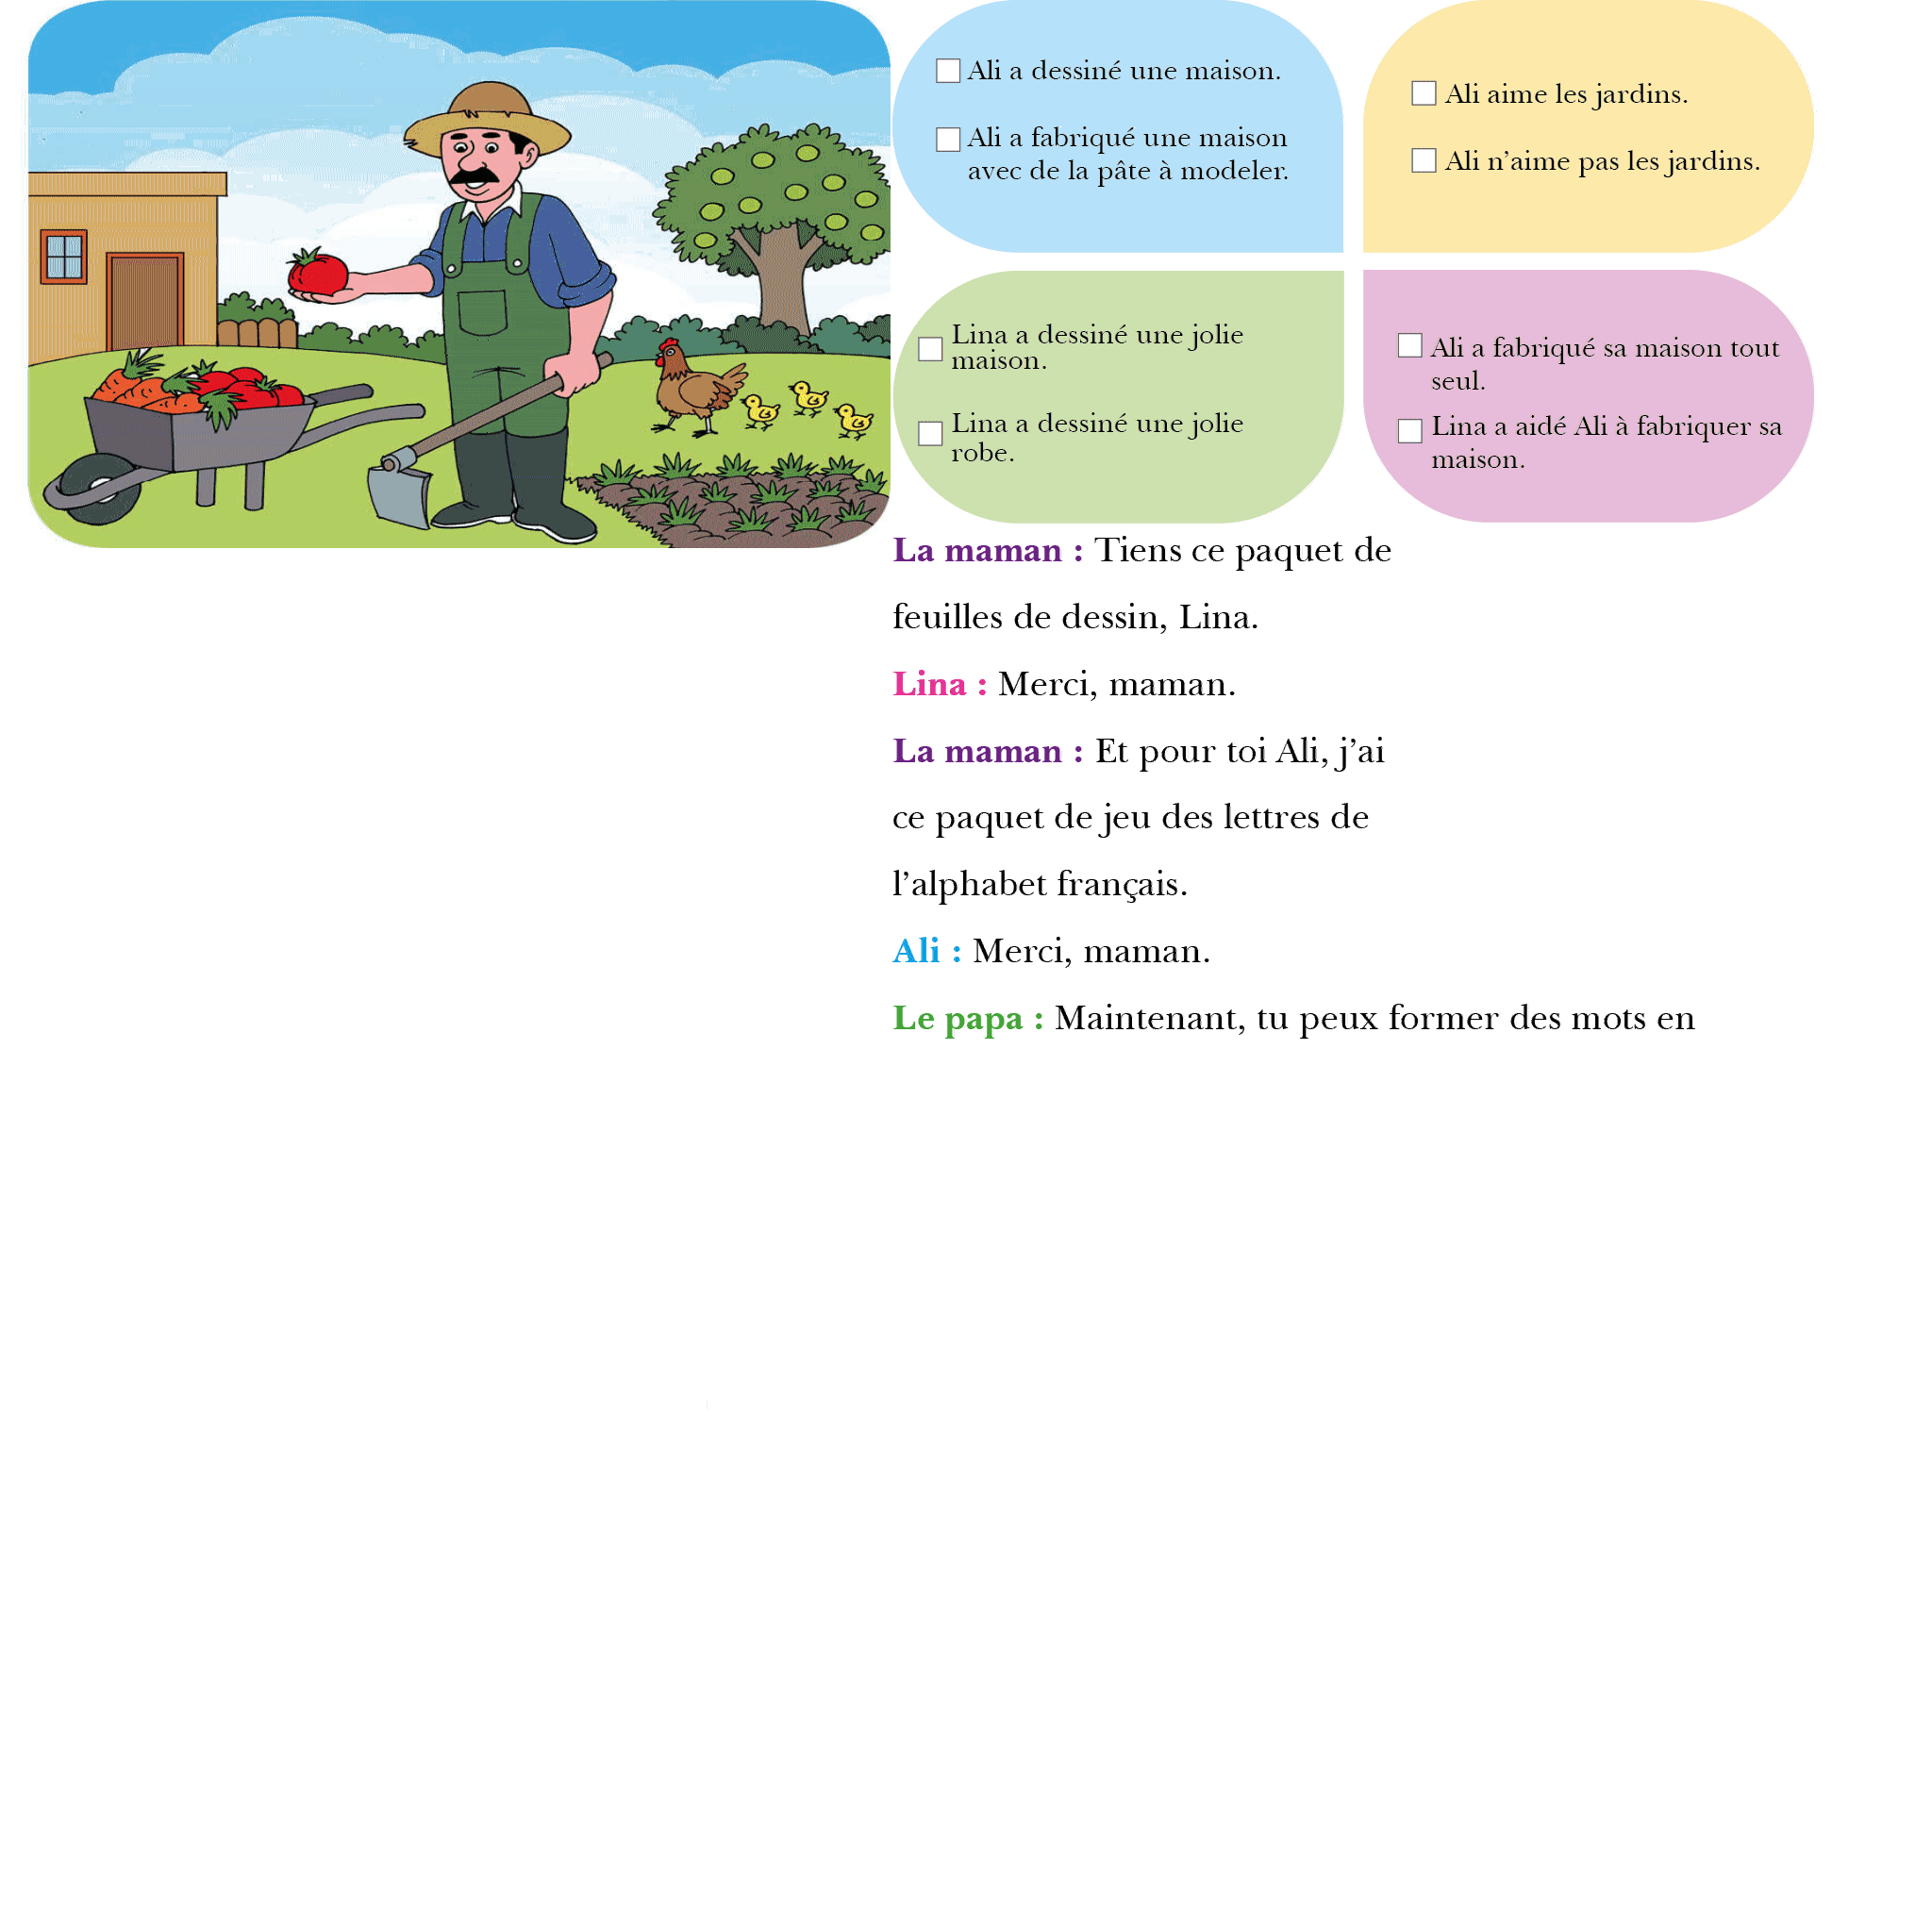 Ali a dessiné une maison.
Ali a fabriqué une maison
avec de la pâte à modeler.
Ali aime les jardins.
Ali n’aime pas les jardins.
Lina a dessiné une jolie
maison.
Lina a dessiné une jolie
robe.
Ali a fabriqué sa maison tout
seul.
Lina a aidé Ali à fabriquer sa
maison.
La maman : Tiens ce paquet de
feuilles de dessin, Lina.
Lina : Merci, maman.
La maman : Et pour toi Ali, j’ai
ce paquet de jeu des lettres de
l’alphabet français.
Ali : Merci, maman.
Le papa : Maintenant, tu peux former des mots en